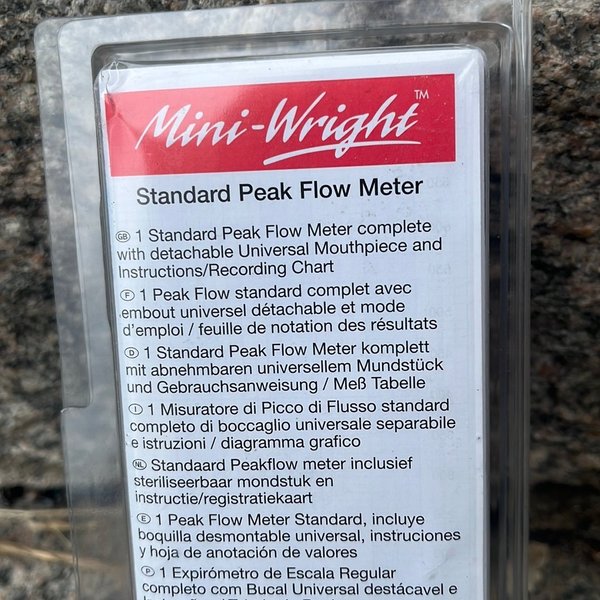 Mini-Wright™
Standard Peak Flow Meter
GB 1 Standard Peak Flow Meter complete
with detachable Universal Mouthpiece and
Instructions/Recording Chart
F 1 Peak Flow standard complet avec
embout universel détachable et mode
d'emploi / feuille de notation des résultats
D 1 Standard Peak Flow Meter komplett
mit abnehmbaren universellem Mundstück
und Gebrauchsanweisung / Meß Tabelle
I 1 Misuratore di Picco di Flusso standard
completo di boccaglio universale separabile
e istruzioni / diagramma grafico
NL Standaard Peakflow meter inclusief
steriliseerbaar mondstuk en
instructie/registratiekaart
E 1 Peak Flow Meter Standard, incluye
boquilla desmontable universal, instruciones
y hoja de anotación de valores
P 1 Expirómetro de Escala Regular
completo com Bucal Universal destácavel e